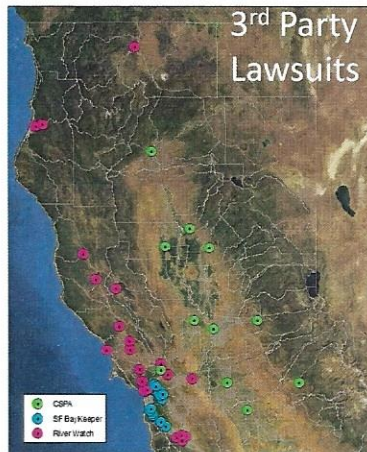 3rd Party
Lawsuits
CSPA
SF BayKeeper
River Watch